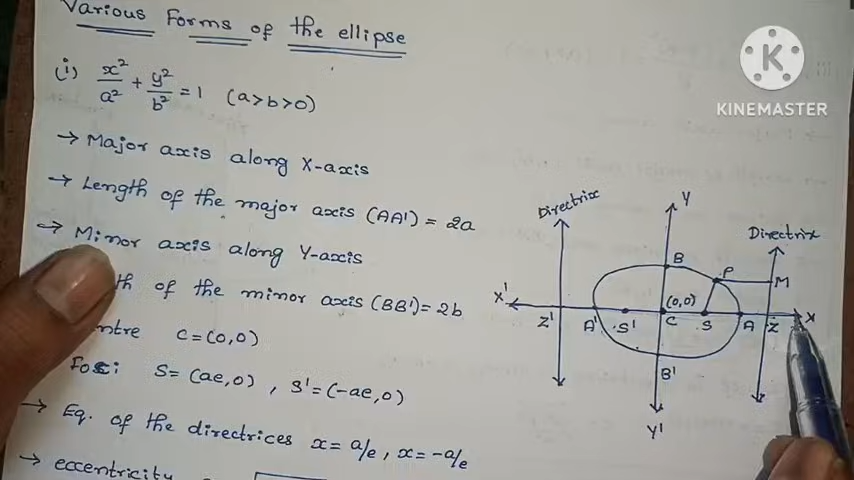 Various Forms of the ellipse
(i) x²/a² + y²/b² = 1 (a>b>0)
→ Major axis along X-axis
→ Length of the major axis (AA') = 2a
→ Minor axis along Y-axis
th of the minor axis (BB') = 2b
entre C=(0,0)
Foci: S= (ae,0), S'=(-ae,0)
→ Eq. of the directrices x = a/e, x = -a/e
→ eccentricity
K
KINEMASTER
Directrix
Y
Directrix
B
P
M
X'
(0,0)
X
Z'
A'
S'
C
S
A
Z
B'
Y'